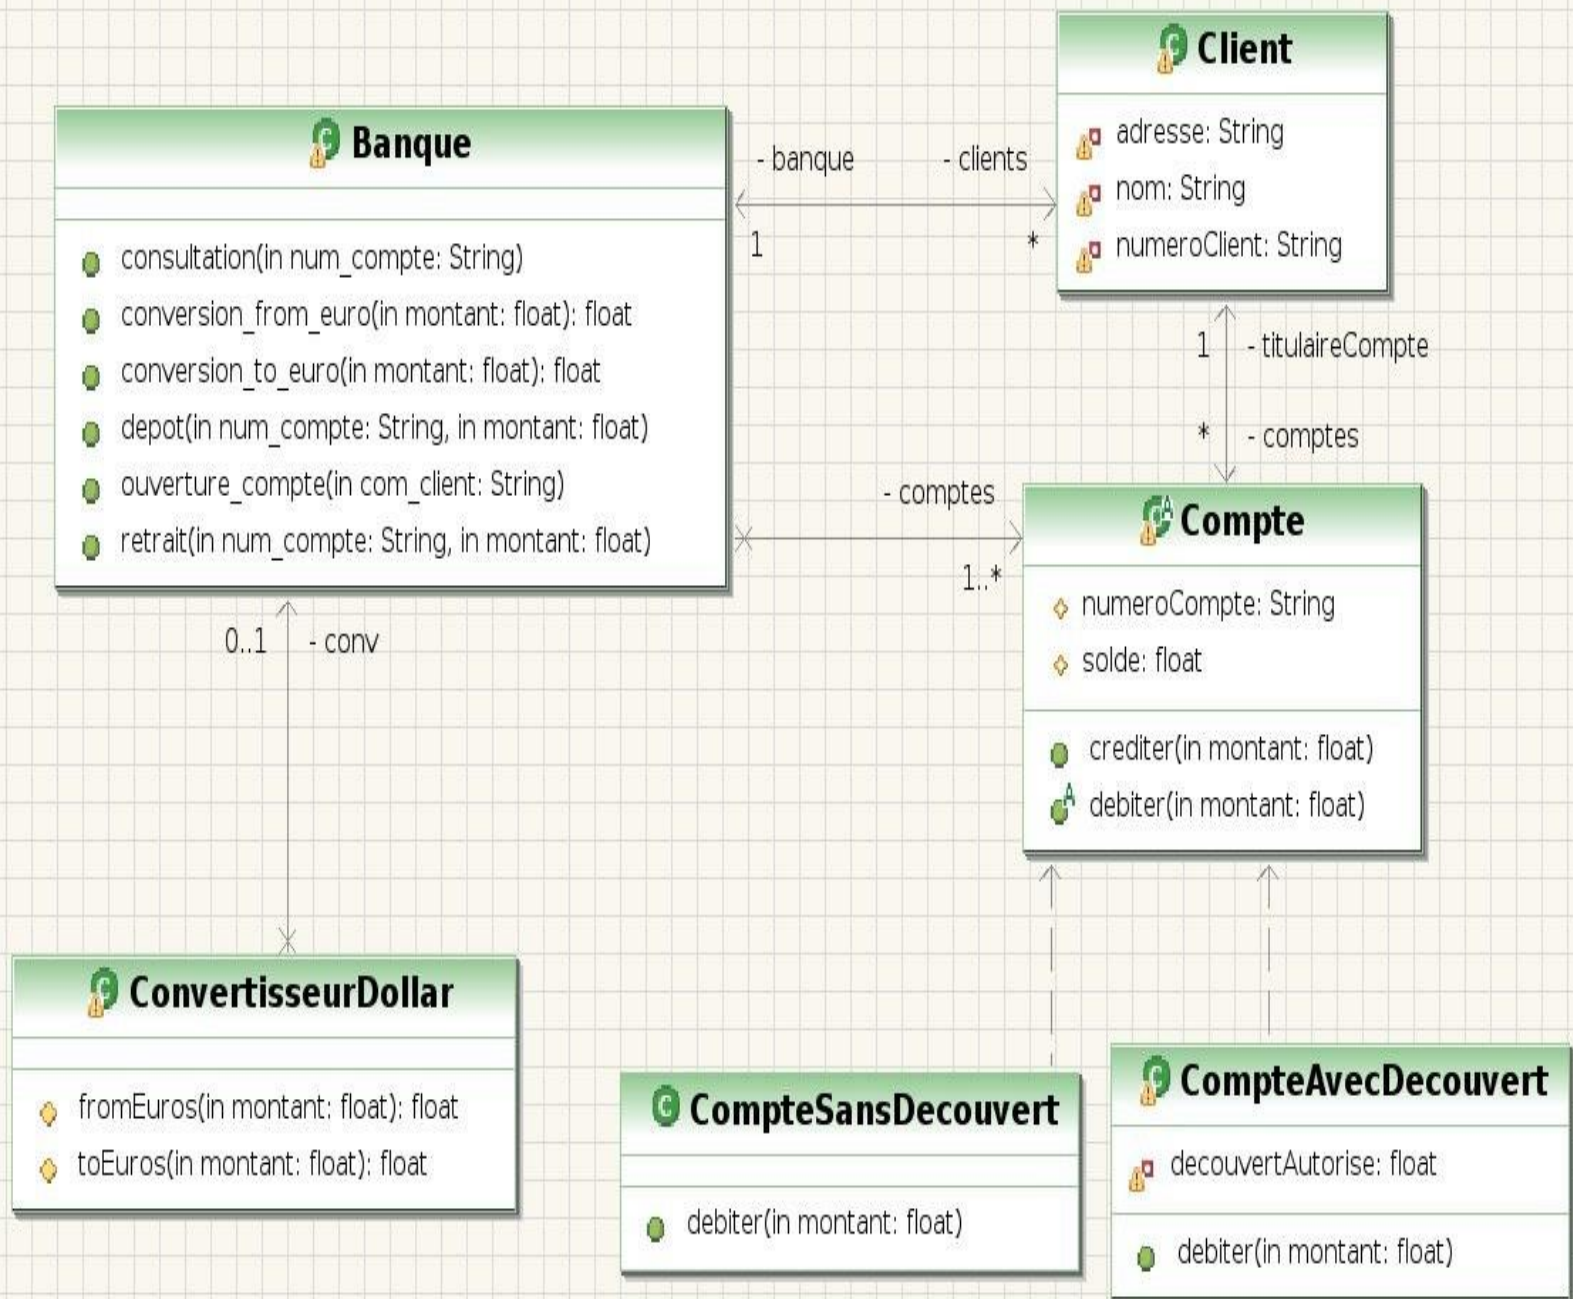 Client
adresse: String
nom: String
numeroClient: String
Banque
consultation(in num_compte: String)
conversion_from_euro(in montant: float): float
conversion_to_euro(in montant: float): float
depot(in num_compte: String, in montant: float)
ouverture_compte(in com_client: String)
retrait(in num_compte: String, in montant: float)
- banque
- clients
1
*
1
- titulaireCompte
*
- comptes
- comptes
1..*
Compte
numeroCompte: String
solde: float
crediter(in montant: float)
debiter(in montant: float)
0..1
- conv
ConvertisseurDollar
fromEuros(in montant: float): float
toEuros(in montant: float): float
CompteSansDecouvert
debiter(in montant: float)
CompteAvecDecouvert
decouvertAutorise: float
debiter(in montant: float)